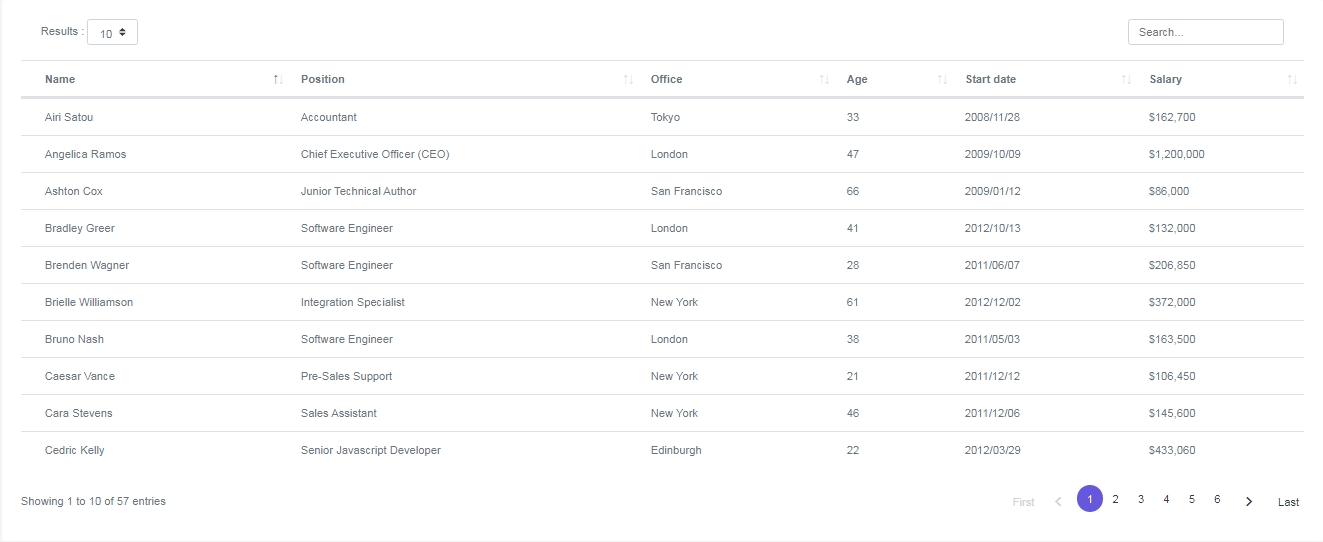 Results : 10 Search...
Name Position Office Age Start date Salary
Airi Satou Accountant Tokyo 33 2008/11/28 $162,700
Angelica Ramos Chief Executive Officer (CEO) London 47 2009/10/09 $1,200,000
Ashton Cox Junior Technical Author San Francisco 66 2009/01/12 $86,000
Bradley Greer Software Engineer London 41 2012/10/13 $132,000
Brenden Wagner Software Engineer San Francisco 28 2011/06/07 $206,850
Brielle Williamson Integration Specialist New York 61 2012/12/02 $372,000
Bruno Nash Software Engineer London 38 2011/05/03 $163,500
Caesar Vance Pre-Sales Support New York 21 2011/12/12 $106,450
Cara Stevens Sales Assistant New York 46 2011/12/06 $145,600
Cedric Kelly Senior Javascript Developer Edinburgh 22 2012/03/29 $433,060
Showing 1 to 10 of 57 entries First 1 2 3 4 5 6 Last